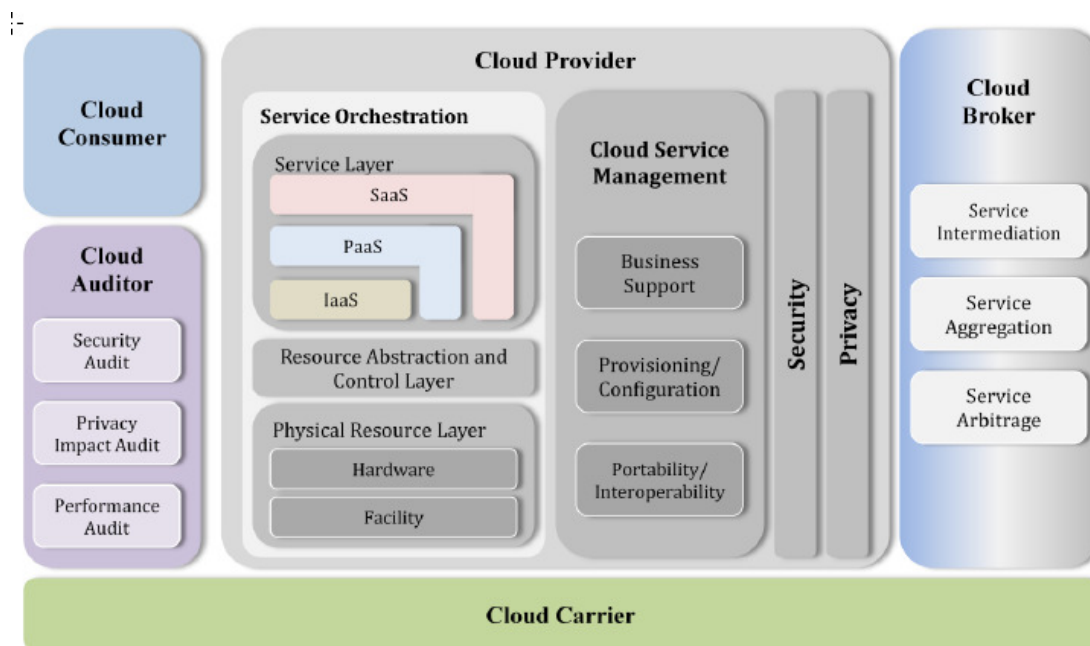 Cloud
Consumer
Cloud
Auditor
Security
Audit
Privacy
Impact Audit
Performance
Audit
Cloud Provider
Service Orchestration
Service Layer
SaaS
PaaS
IaaS
Resource Abstraction and
Control Layer
Physical Resource Layer
Hardware
Facility
Cloud Service
Management
Business
Support
Provisioning/
Configuration
Portability/
Interoperability
Security
Privacy
Cloud
Broker
Service
Intermediation
Service
Aggregation
Service
Arbitrage
Cloud Carrier